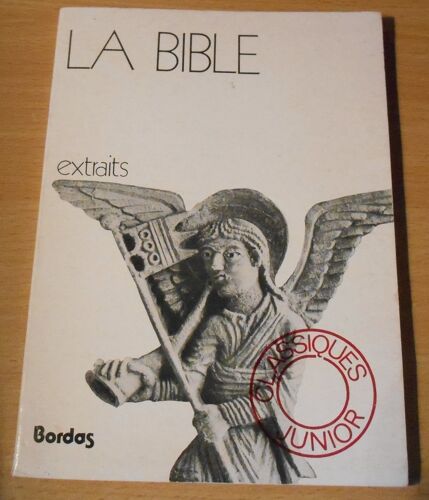 LA BIBLE
extraits
CLASSIQUES
JUNIOR
Bordas